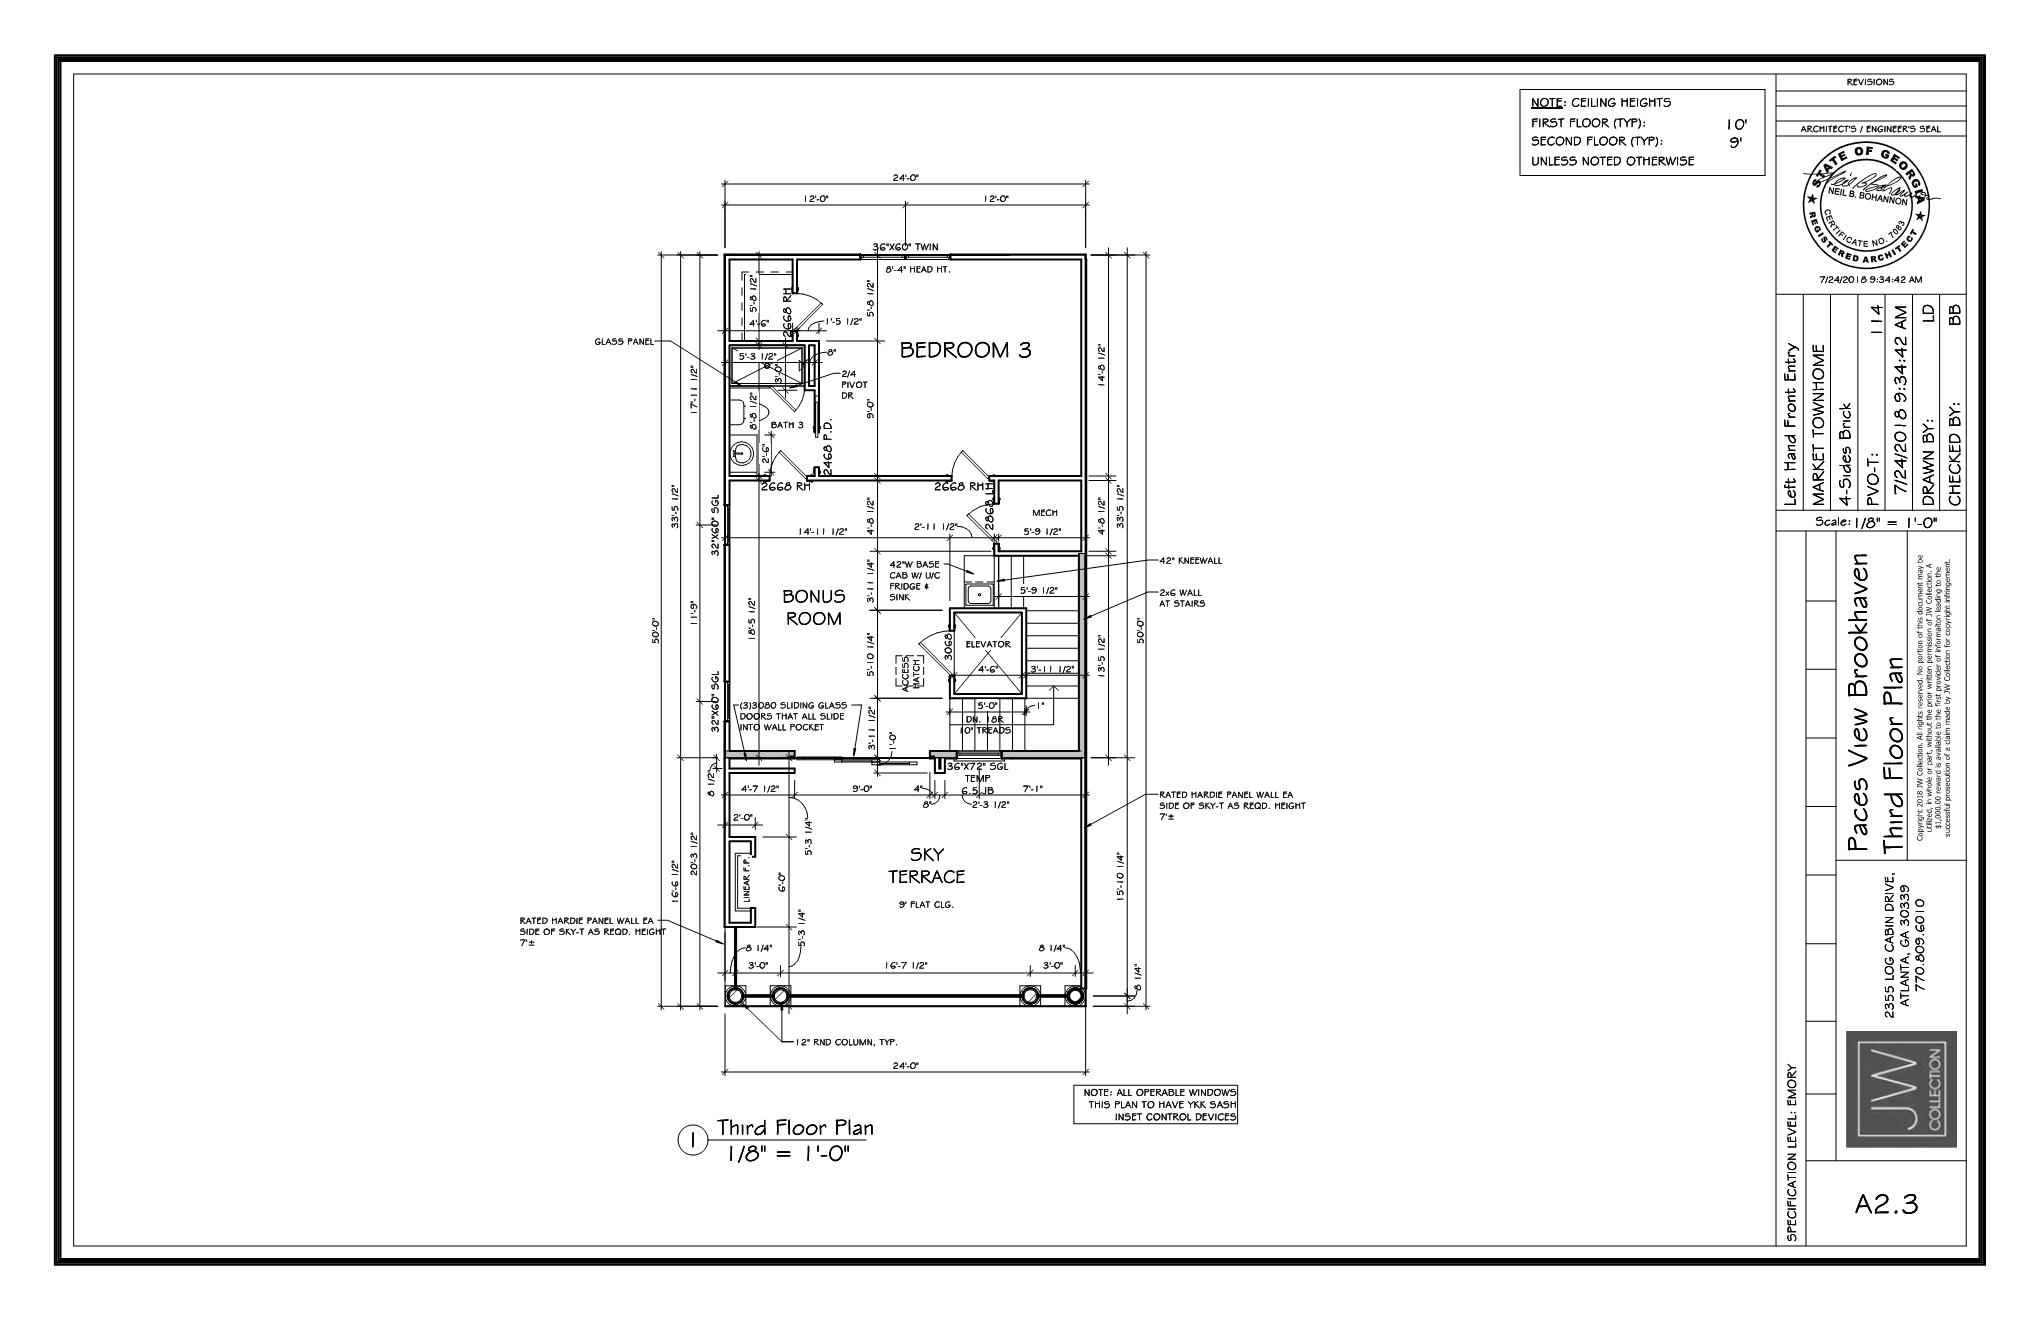 NOTE: CEILING HEIGHTS
FIRST FLOOR (TYP): 10'
SECOND FLOOR (TYP): 9'
UNLESS NOTED OTHERWISE
24'-0"
12'-0" 12'-0"
36"X60" TWIN
8'-4" HEAD HT.
5'-8 1/2"
2668 RH
5'-8 1/2"
4'-6"
1'-5 1/2"
GLASS PANEL
BEDROOM 3
5'-3 1/2"
8"
3'-0"
2/4
PIVOT
DR
17'-11 1/2"
14'-8 1/2"
8'-8 1/2"
9'-0"
BATH 3
2468 P.D.
2'-6"
2668 RH
2668 RH
2868 LH
MECH
33'-5 1/2"
32"X60" SGL
4'-8 1/2"
4'-8 1/2"
33'-5 1/2"
14'-11 1/2"
2'-11 1/2"
5'-9 1/2"
42"W BASE
CAB W/ U/C
FRIDGE &
SINK
42" KNEEWALL
3'-11 1/4"
5'-9 1/2"
2x6 WALL
AT STAIRS
BONUS
ROOM
50'-0"
11'-9"
18'-5 1/2"
5'-10 1/4"
3068
ELEVATOR
4'-6"
3'-11 1/2"
13'-5 1/2"
50'-0"
ACCESS
HATCH
32"X60" SGL
(3)3080 SLIDING GLASS
DOORS THAT ALL SLIDE
INTO WALL POCKET
3'-11 1/2"
1'-0"
5'-0"
1"
DN. 18R
10" TREADS
36"X72" SGL
TEMP
6.5 JB
8 1/2"
4'-7 1/2"
9'-0"
4"
8"
2'-3 1/2"
7'-1"
RATED HARDIE PANEL WALL EA
SIDE OF SKY-T AS REQD. HEIGHT
7'±
2'-0"
5'-3 1/4"
SKY
TERRACE
9' FLAT CLG.
LINEAR F.P.
6'-0"
16'-6 1/2"
20'-3 1/2"
15'-10 1/4"
RATED HARDIE PANEL WALL EA
SIDE OF SKY-T AS REQD. HEIGHT
7'±
5'-3 1/4"
8 1/4"
8 1/4"
3'-0"
16'-7 1/2"
3'-0"
8 1/4"
12" RND COLUMN, TYP.
24'-0"
NOTE: ALL OPERABLE WINDOWS
THIS PLAN TO HAVE YKK SASH
INSET CONTROL DEVICES
1
Third Floor Plan
1/8" = 1'-0"
REVISIONS
ARCHITECT'S / ENGINEER'S SEAL
STATE OF GEORGIA
NEIL B. BOHANNON
CERTIFICATE NO. 7083
REGISTERED ARCHITECT
7/24/2018 9:34:42 AM
Left Hand Front Entry
MARKET TOWNHOME
4-Sides Brick
PVO-T: 114
7/24/2018 9:34:42 AM
DRAWN BY: LD
CHECKED BY: BB
Scale: 1/8" = 1'-0"
Paces View Brookhaven
Third Floor Plan
Copyright 2018 JW Collection. All rights reserved. No portion of this document may be
utilized, in whole or part, without the prior written permission of JW Collection. A
$1,000.00 reward is available to the first provider of informaiton leading to the
successful prosecution of a claim made by JW Collection for copyright infringement.
2355 LOG CABIN DRIVE,
ATLANTA, GA 30339
770.809.6010
JW
COLLECTION
SPECIFICATION LEVEL: EMORY
A2.3